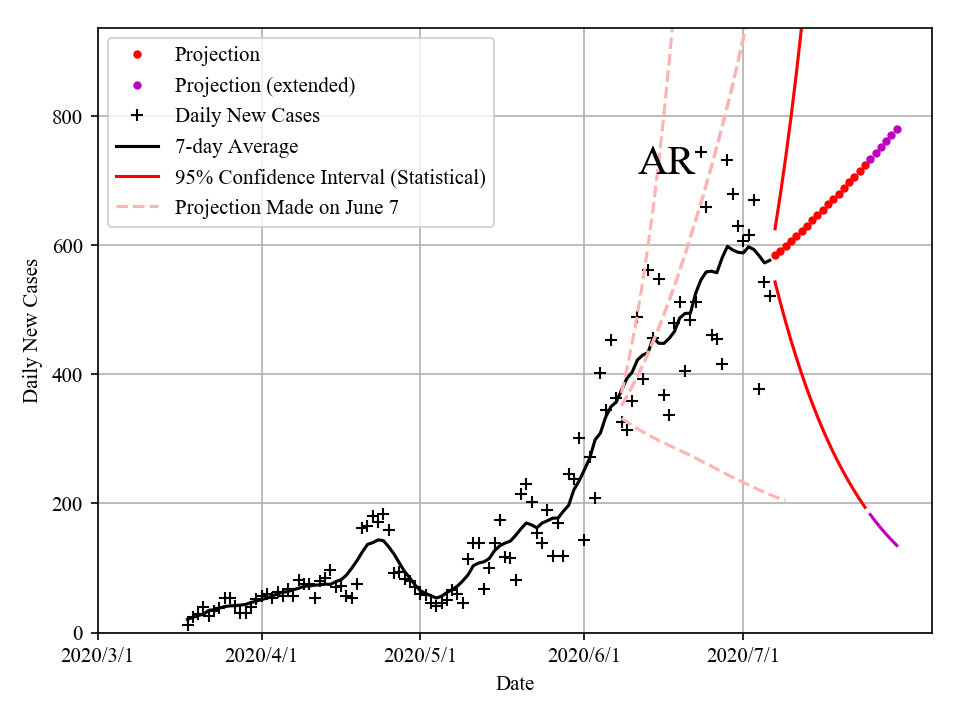 Projection
Projection (extended)
Daily New Cases
7-day Average
95% Confidence Interval (Statistical)
Projection Made on June 7
AR
800
600
400
200
0
Daily New Cases
2020/3/1 2020/4/1 2020/5/1 2020/6/1 2020/7/1
Date